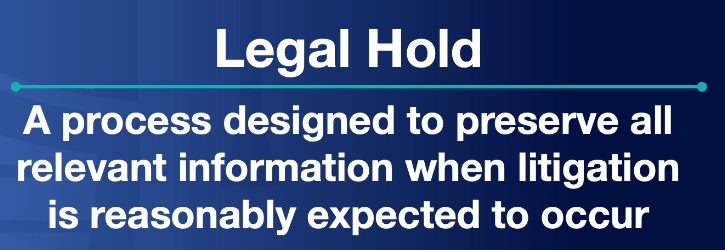 Legal Hold
A process designed to preserve all
relevant information when litigation
is reasonably expected to occur